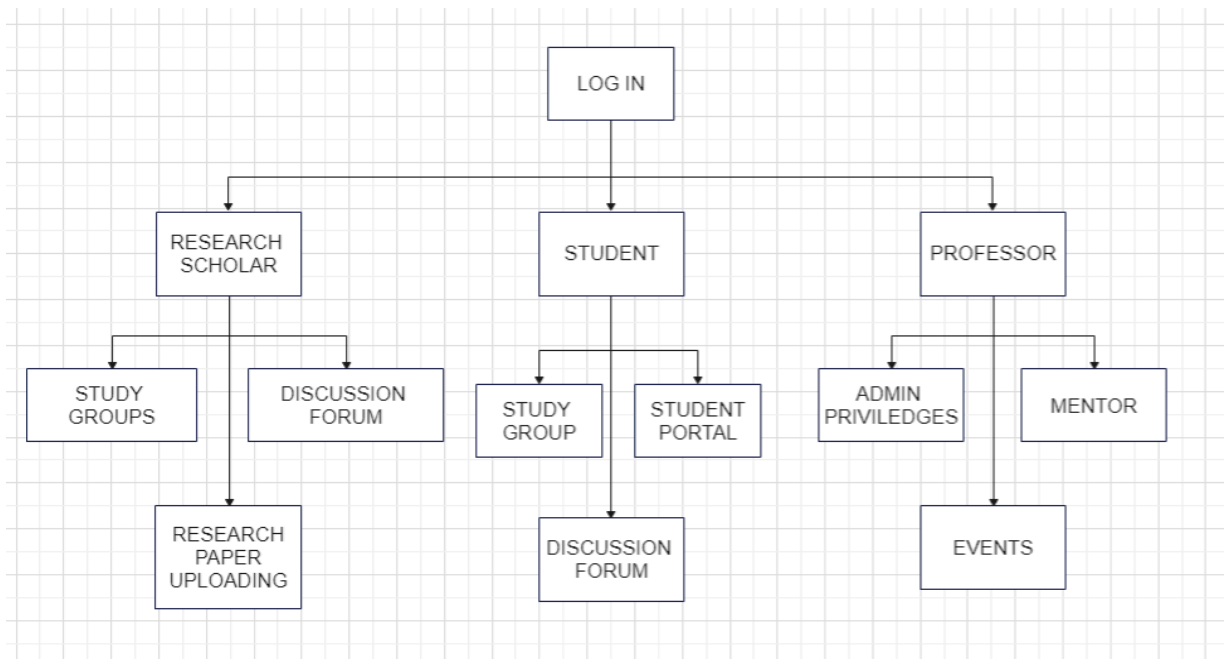 LOG IN
RESEARCH
SCHOLAR
STUDENT
PROFESSOR
STUDY
GROUPS
DISCUSSION
FORUM
STUDY
GROUP
STUDENT
PORTAL
ADMIN
PRIVILEDGES
MENTOR
RESEARCH
PAPER
UPLOADING
DISCUSSION
FORUM
EVENTS